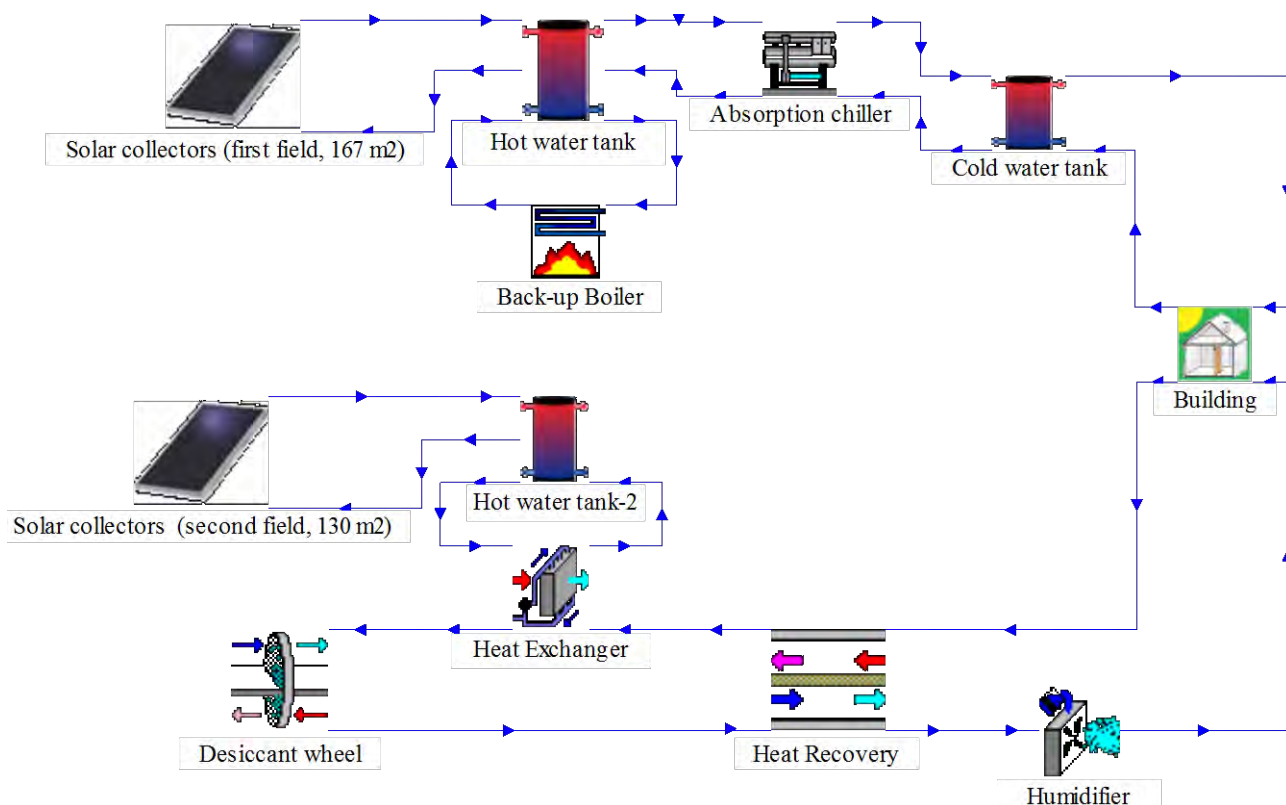 Absorption chiller
Solar collectors (first field, 167 m2)
Hot water tank
Cold water tank
Back-up Boiler
Building
Solar collectors (second field, 130 m2)
Hot water tank-2
Heat Exchanger
Desiccant wheel
Heat Recovery
Humidifier